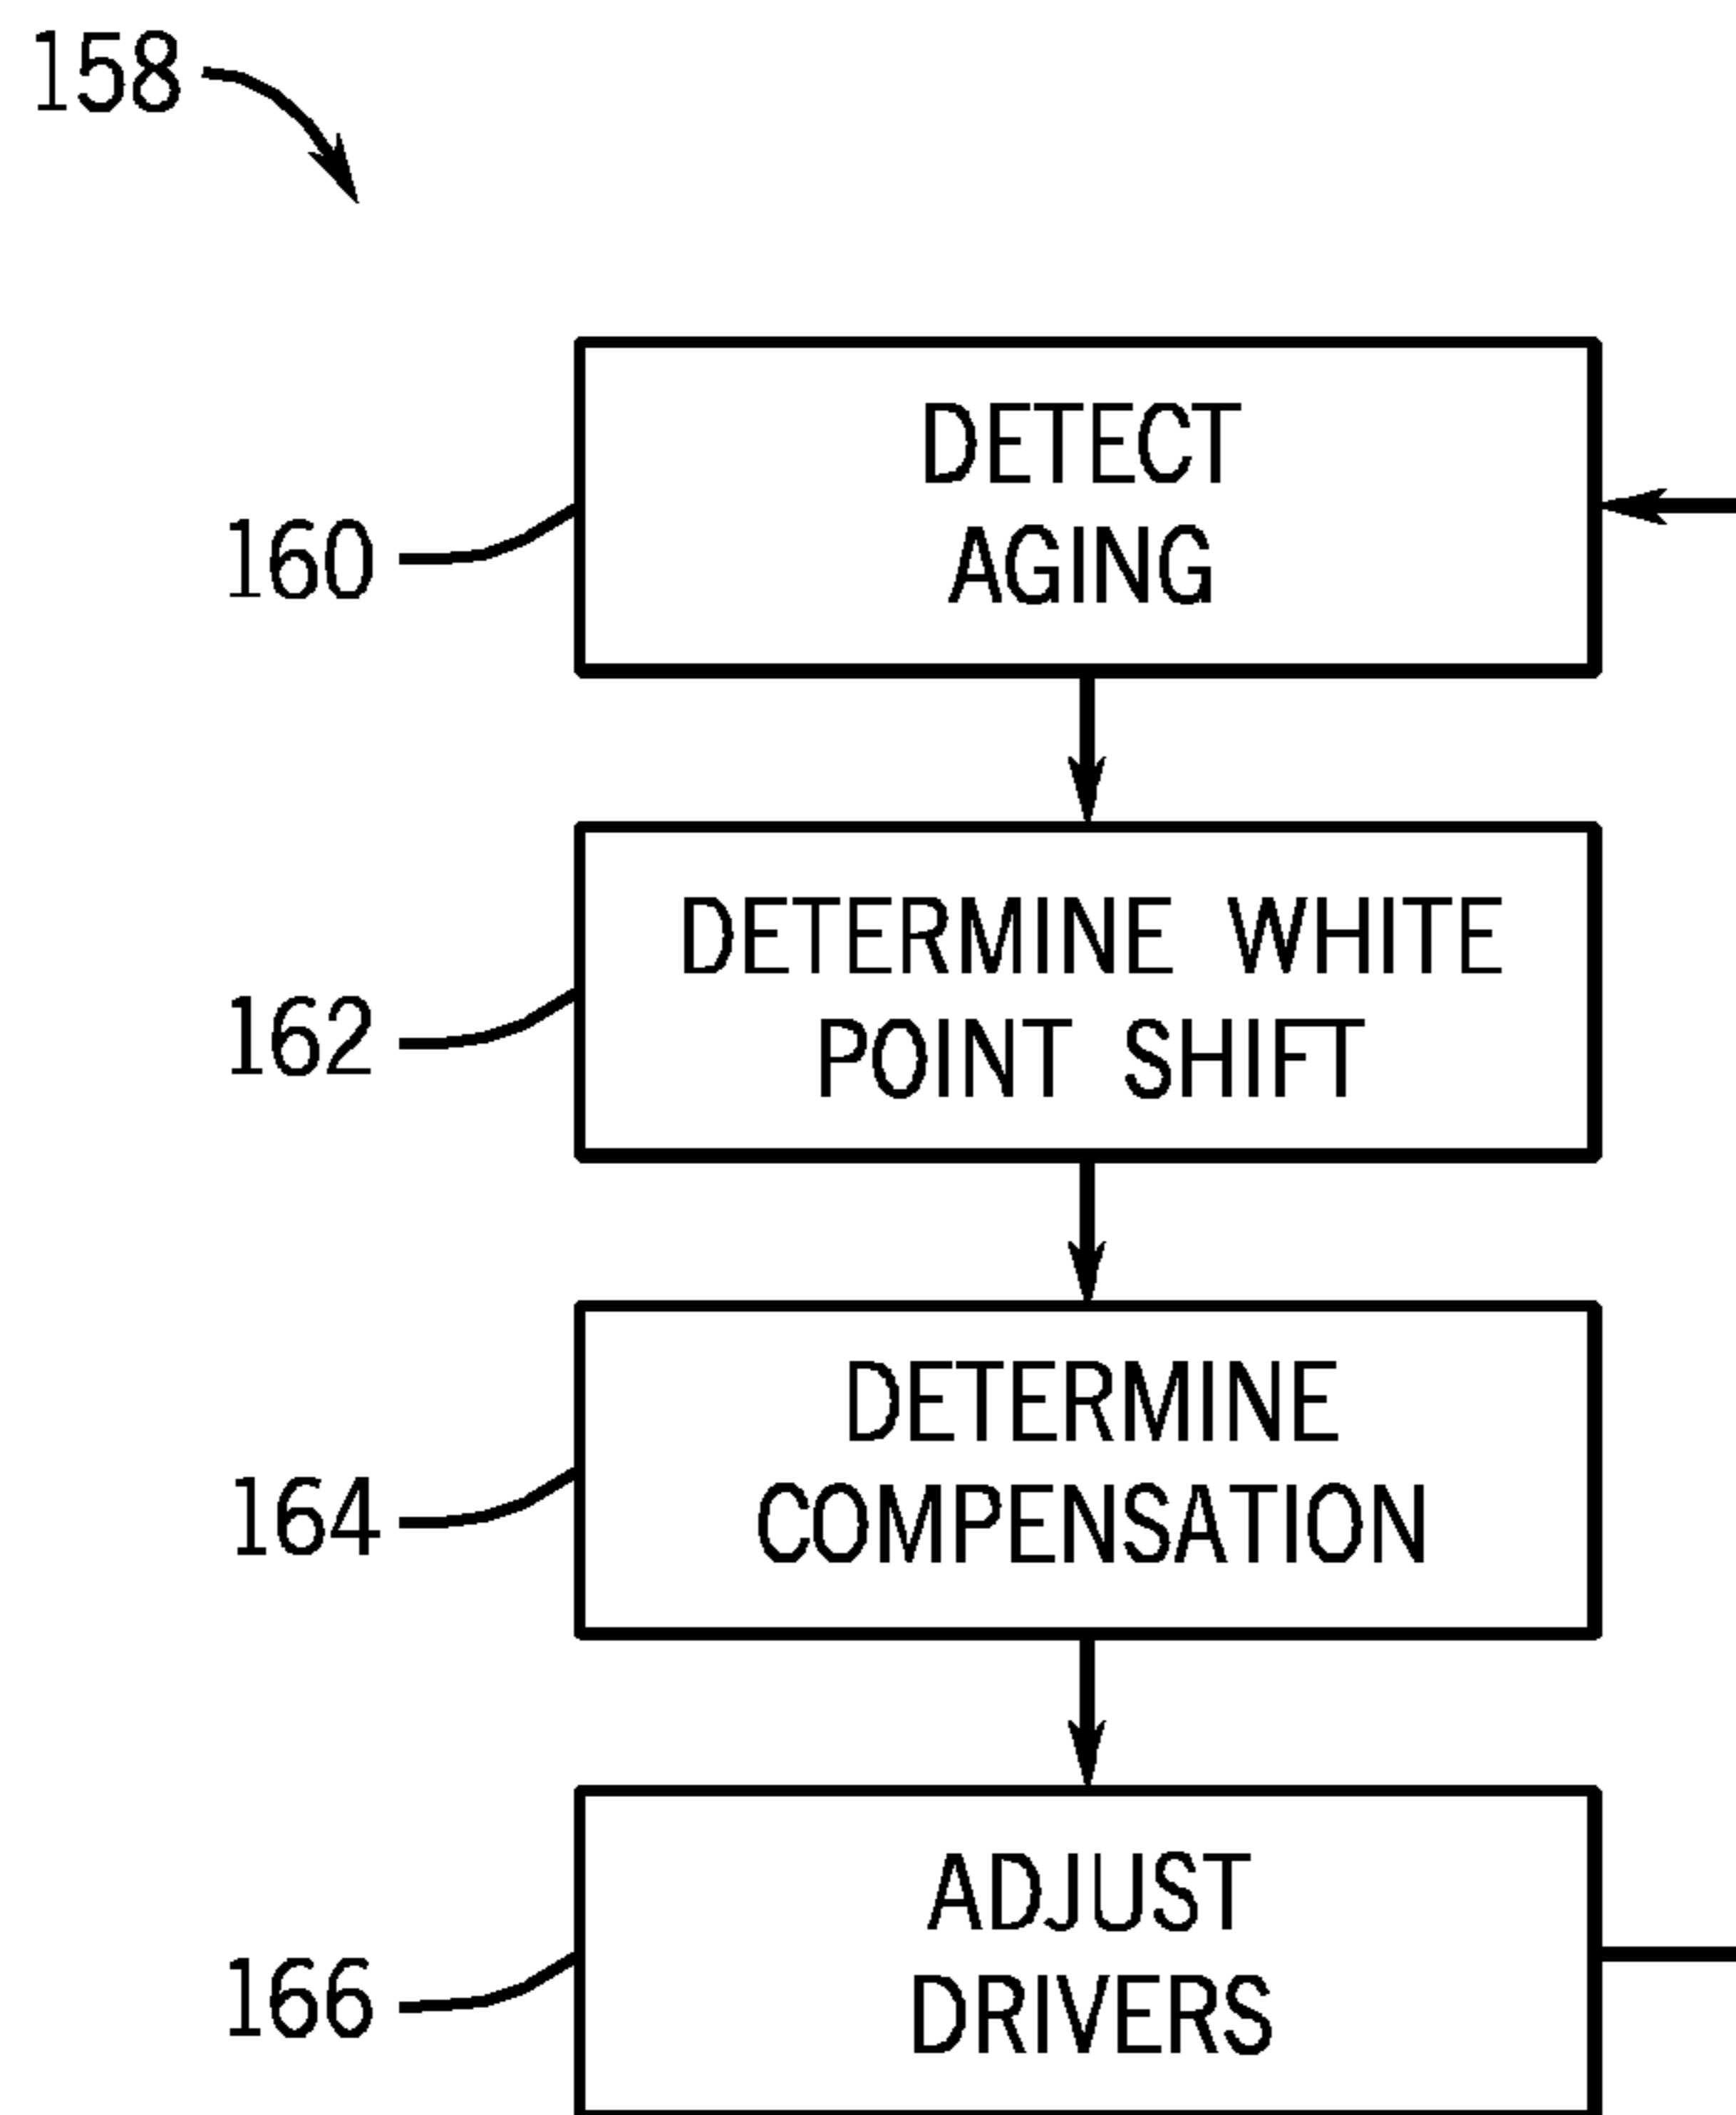 158
DETECT
AGING
160
DETERMINE WHITE
POINT SHIFT
162
DETERMINE
COMPENSATION
164
ADJUST
DRIVERS
166